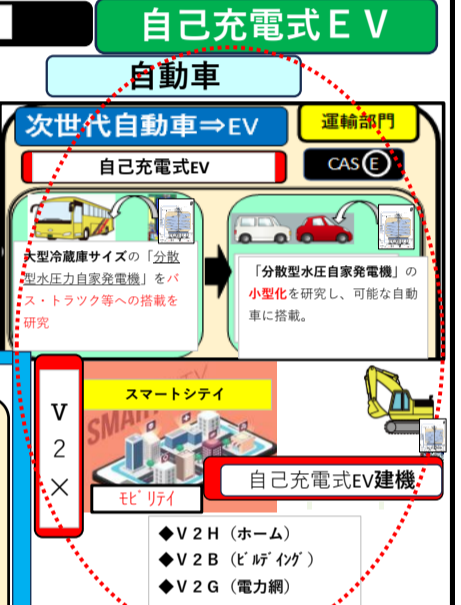 自己充電式ＥＶ
自動車
次世代自動車⇒EV
運輸部門
自己充電式EV
CAS E
大型冷蔵庫サイズの「分散
型水圧力自家発電機」をバ
ス・トラツク等への搭載を
研究
「分散型水圧自家発電機」の
小型化を研究し、可能な自動
車に搭載。
V
2
×
スマートシテイ
SMAR
モビリテイ
自己充電式EV建機
◆Ｖ２Ｈ（ホーム）
◆Ｖ２Ｂ（ビルデイング）
◆Ｖ２Ｇ（電力網）